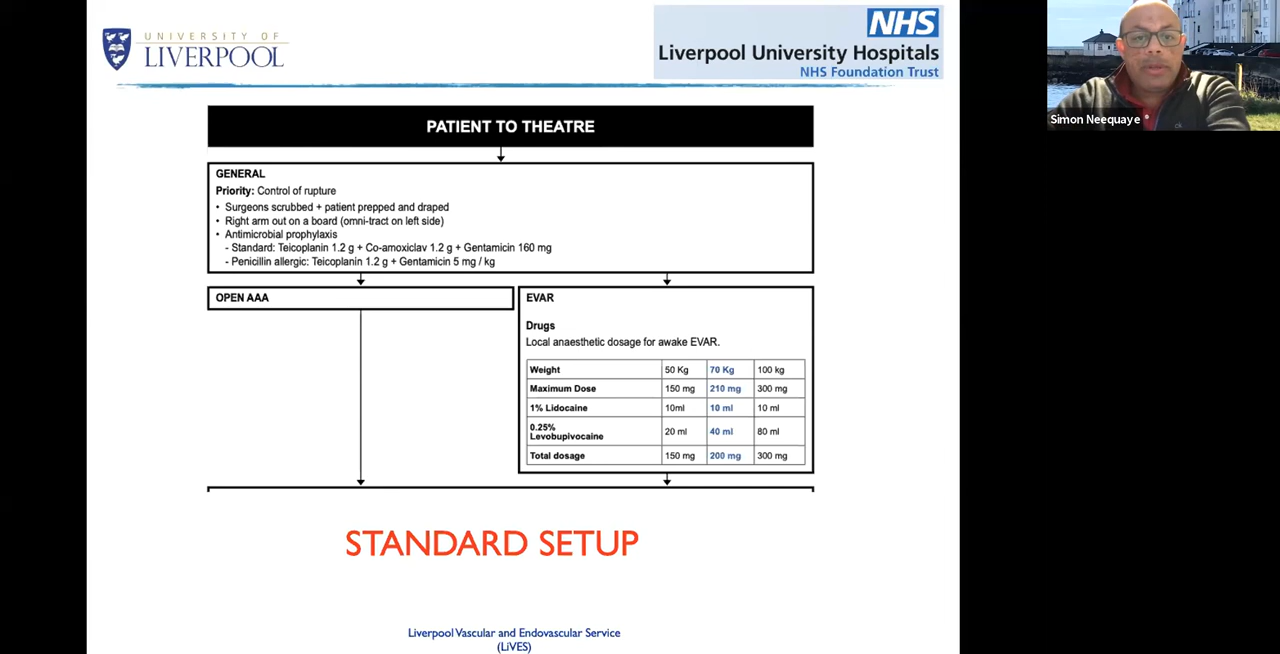 UNIVERSITY OF
LIVERPOOL
NHS
Liverpool University Hospitals
NHS Foundation Trust
Simon Neequaye
PATIENT TO THEATRE
GENERAL
Priority: Control of rupture
• Surgeons scrubbed + patient prepped and draped
• Right arm out on a board (omni-tract on left side)
• Antimicrobial prophylaxis
- Standard: Teicoplanin 1.2 g + Co-amoxiclav 1.2 g + Gentamicin 160 mg
- Penicillin allergic: Teicoplanin 1.2 g + Gentamicin 5 mg / kg
OPEN AAA
EVAR
Drugs
Local anaesthetic dosage for awake EVAR.
Weight 50 Kg 70 Kg 100 kg
Maximum Dose 150 mg 210 mg 300 mg
1% Lidocaine 10ml 10 ml 10 ml
0.25%
Levobupivocaine 20 ml 40 ml 80 ml
Total dosage 150 mg 200 mg 300 mg
STANDARD SETUP
Liverpool Vascular and Endovascular Service
(LiVES)